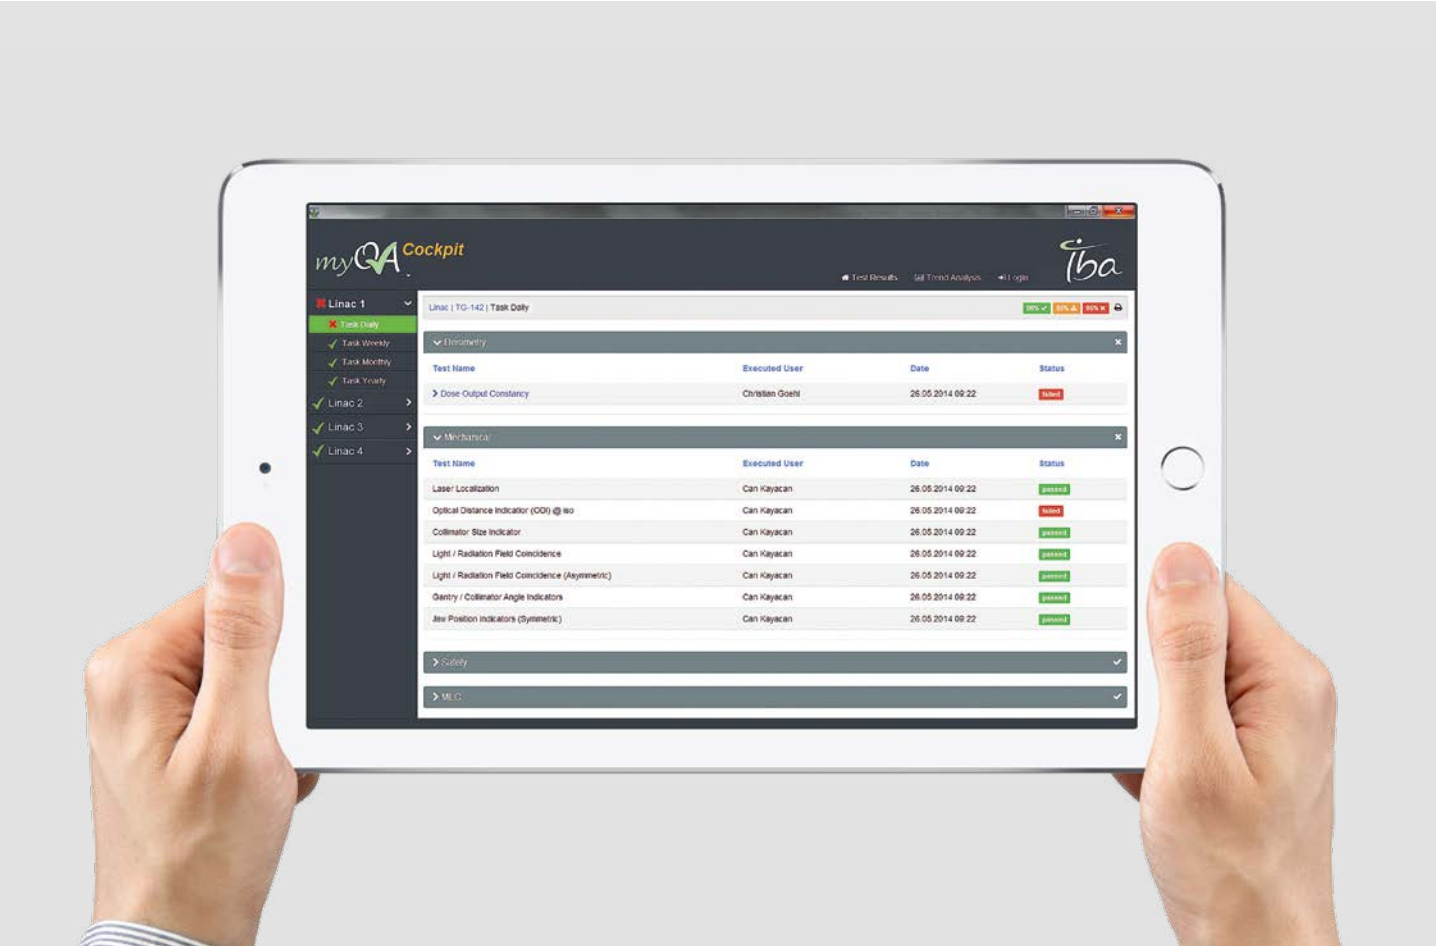 myQA Cockpit
iba
Test Results Trend Analysis Login
Linac 1
Task Daily
Task Weekly
Task Monthly
Task Yearly
Linac 2
Linac 3
Linac 4
Linac | TG-142 | Task Daily
Dosimetry
Test Name Executed User Date Status
Dose Output Constancy Christian Goehl 26.05.2014 09:22 failed
Mechanical
Test Name Executed User Date Status
Laser Localization Can Kayacan 26.05.2014 09:22 passed
Optical Distance Indicatior (ODI) @ iso Can Kayacan 26.05.2014 09:22 failed
Collimator Size Indicator Can Kayacan 26.05.2014 09:22 passed
Light / Radiation Field Coincidence Can Kayacan 26.05.2014 09:22 passed
Light / Radiation Field Coincidence (Asymmetric) Can Kayacan 26.05.2014 09:22 passed
Gantry / Collimator Angle Indicators Can Kayacan 26.05.2014 09:22 passed
Jaw Position Indicators (Symmetric) Can Kayacan 26.05.2014 09:22 passed
Safety
MLC